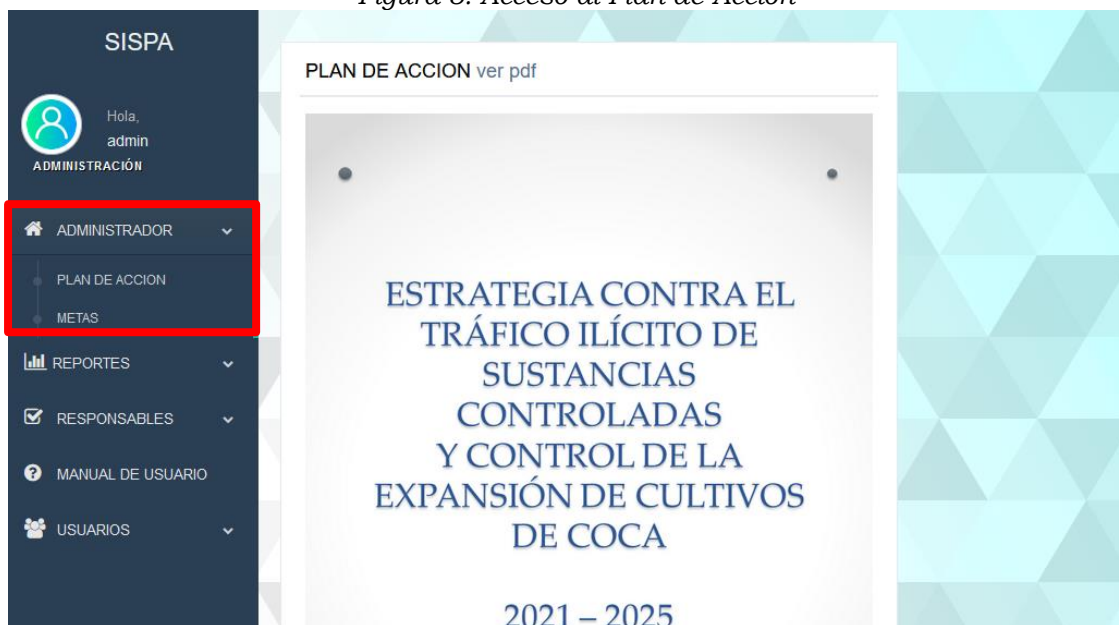 Figura 3. Acceso al Plan de Acción
SISPA
Hola,
admin
ADMINISTRACIÓN
ADMINISTRADOR
PLAN DE ACCION
METAS
REPORTES
RESPONSABLES
MANUAL DE USUARIO
USUARIOS
PLAN DE ACCION ver pdf
ESTRATEGIA CONTRA EL
TRÁFICO ILÍCITO DE
SUSTANCIAS
CONTROLADAS
Y CONTROL DE LA
EXPANSIÓN DE CULTIVOS
DE COCA
2021 – 2025